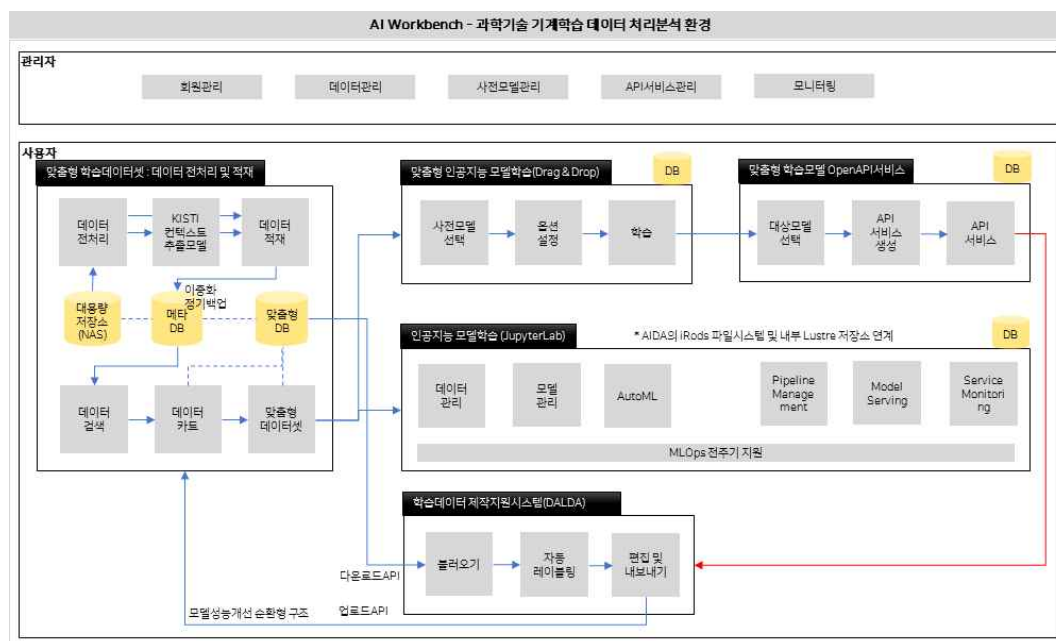 AI Workbench - 과학기술 기계학습 데이터 처리분석 환경
관리자
회원관리
데이터관리
사전모델관리
API서비스관리
모니터링
사용자
맞춤형 학습데이터셋 : 데이터 전처리 및 적재
데이터
전처리
KISTI
컨텍스트
추출모델
데이터
적재
이중화
정기백업
대용량
저장소
(NAS)
메타
DB
맞춤형
DB
데이터
검색
데이터
카트
맞춤형
데이터셋
맞춤형 인공지능 모델학습(Drag & Drop)
DB
사전모델
선택
옵션
설정
학습
맞춤형 학습모델 OpenAPI서비스
DB
대상모델
선택
API
서비스
생성
API
서비스
인공지능 모델학습 (JupyterLab)
* AIDA의 iRods 파일시스템 및 내부 Lustre 저장소 연계
DB
데이터
관리
모델
관리
AutoML
Pipeline
Manage
ment
Model
Serving
Service
Monitori
ng
MLOps 전주기 지원
학습데이터 제작지원시스템(DALDA)
불러오기
자동
레이블링
편집 및
내보내기
다운로드API
업로드API
모델성능개선 순환형 구조